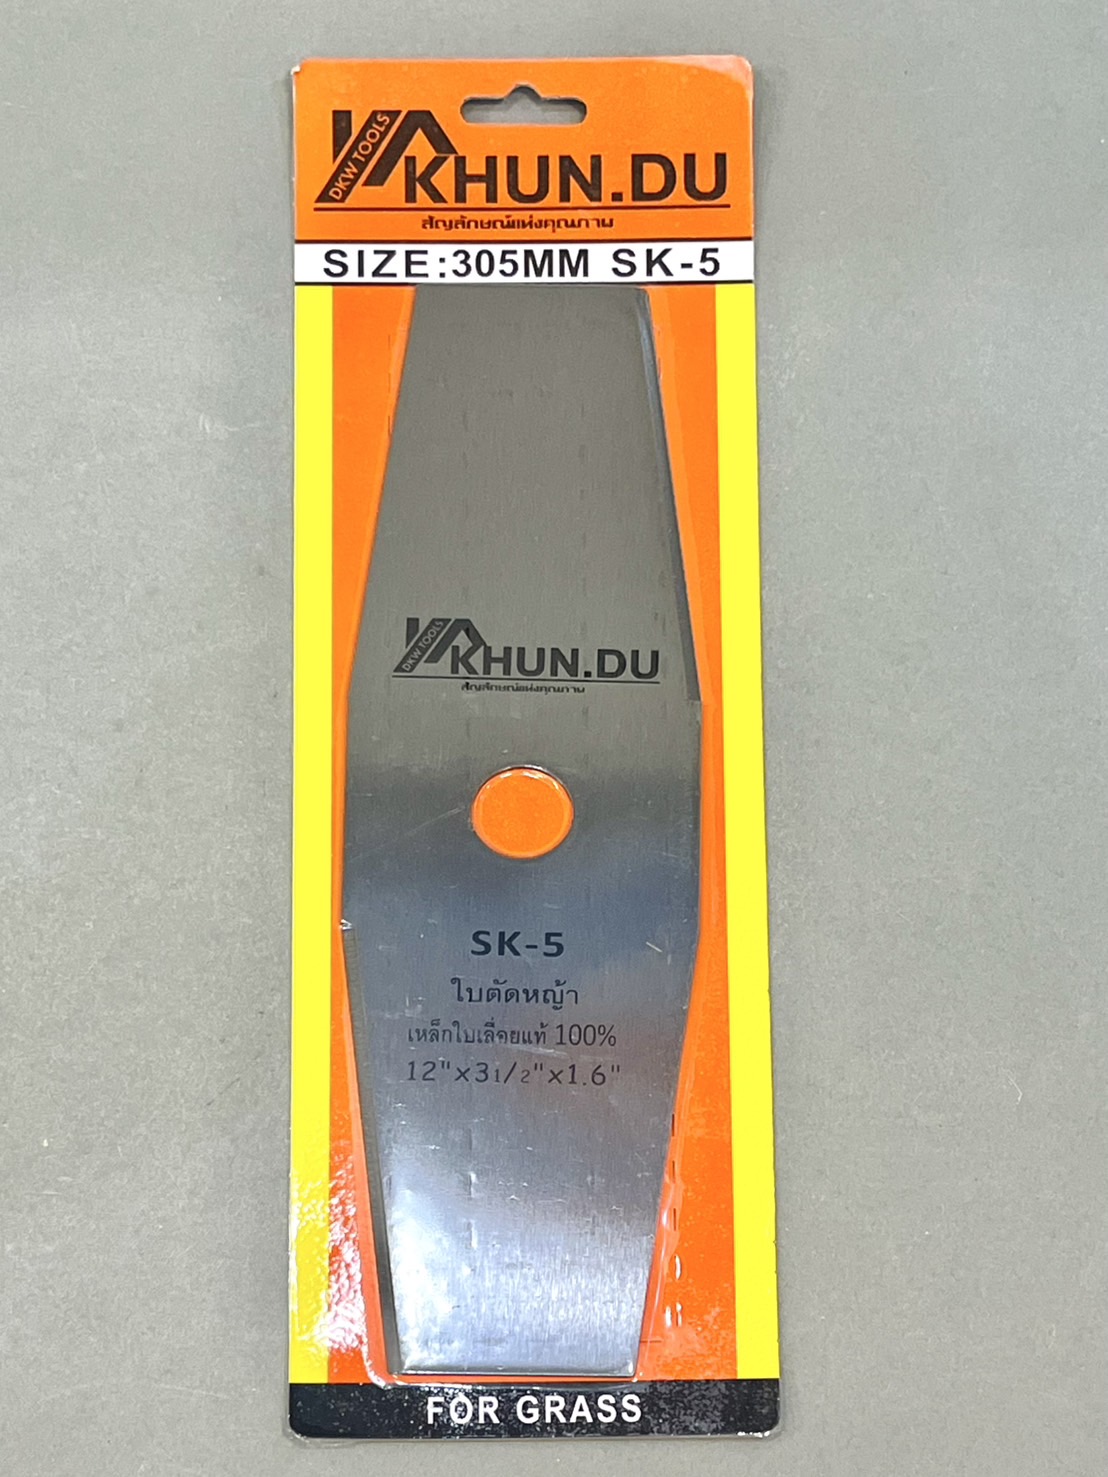 DKW TOOLS
KHUN.DU
สัญลักษณ์แห่งคุณภาพ
SIZE:305MM SK-5
DKW TOOLS
KHUN.DU
สัญลักษณ์แห่งคุณภาพ
SK-5
ใบตัดหญ้า
เหล็กใบเลื่อยแท้ 100%
12"x31/2"x1.6"
FOR GRASS